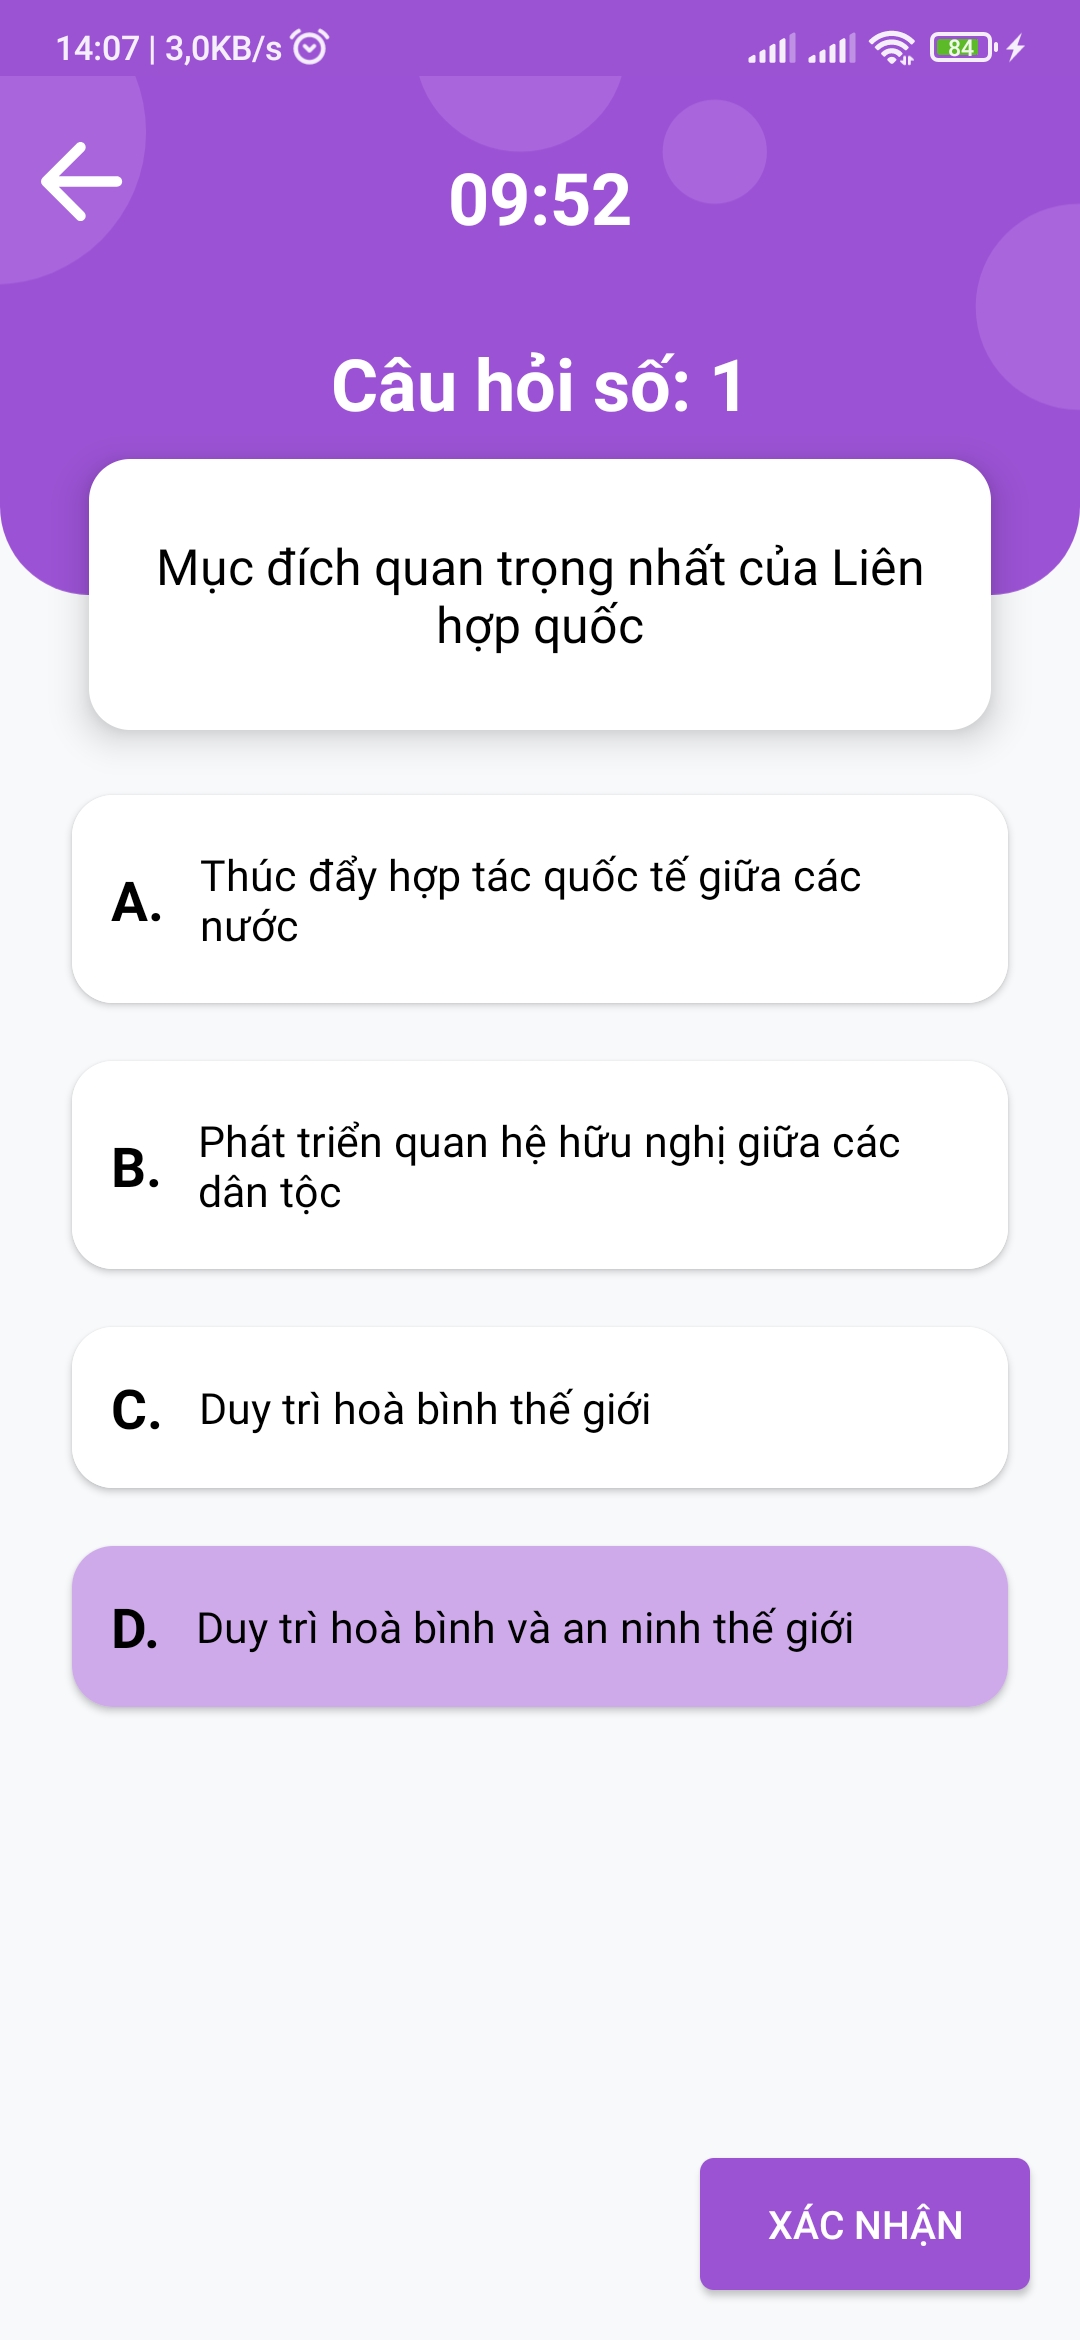 14:07 | 3,0KB/s
84
09:52
Câu hỏi số: 1
Mục đích quan trọng nhất của Liên
hợp quốc
A. Thúc đẩy hợp tác quốc tế giữa các
nước
B. Phát triển quan hệ hữu nghị giữa các
dân tộc
C. Duy trì hoà bình thế giới
D. Duy trì hoà bình và an ninh thế giới
XÁC NHẬN